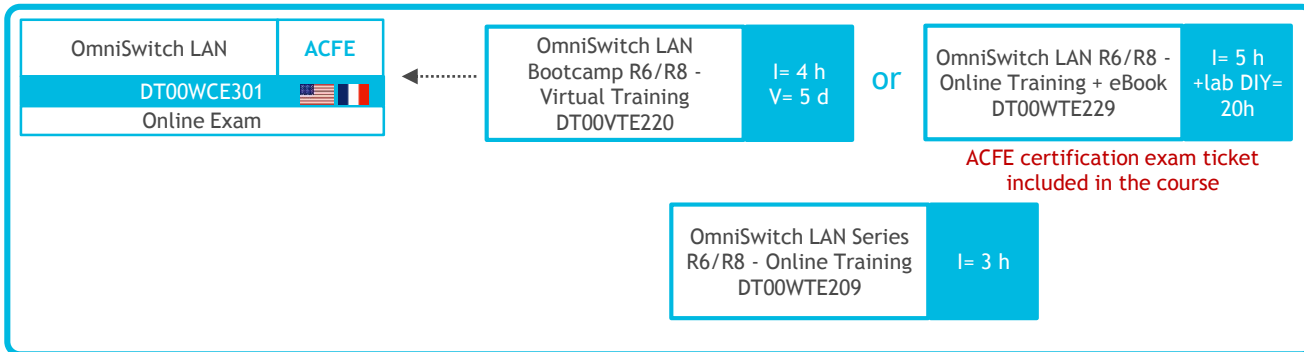 OmniSwitch LAN
ACFE
DT00WCE301
Online Exam
OmniSwitch LAN
Bootcamp R6/R8 -
Virtual Training
DT00VTE220
I= 4 h
V= 5 d
or
OmniSwitch LAN R6/R8 -
Online Training + eBook
DT00WTE229
I= 5 h
+lab DIY=
20h
ACFE certification exam ticket
included in the course
OmniSwitch LAN Series
R6/R8 - Online Training
DT00WTE209
I= 3 h